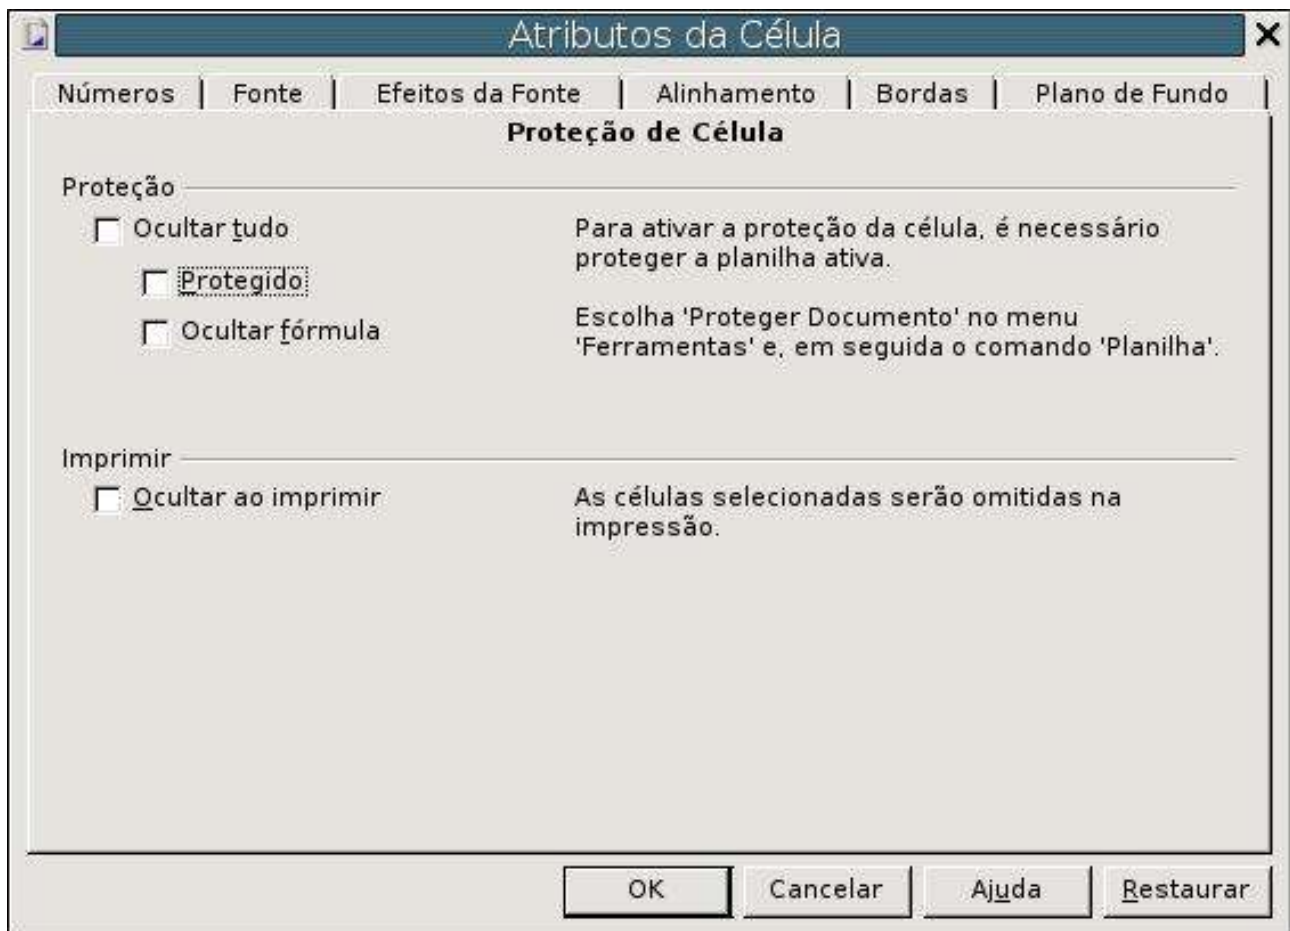 Atributos da Célula
Números | Fonte | Efeitos da Fonte | Alinhamento | Bordas | Plano de Fundo
Proteção de Célula
Proteção
Ocultar tudo
Protegido
Ocultar fórmula
Para ativar a proteção da célula, é necessário
proteger a planilha ativa.
Escolha 'Proteger Documento' no menu
'Ferramentas' e, em seguida o comando 'Planilha'.
Imprimir
Ocultar ao imprimir
As células selecionadas serão omitidas na
impressão.
OK Cancelar Ajuda Restaurar